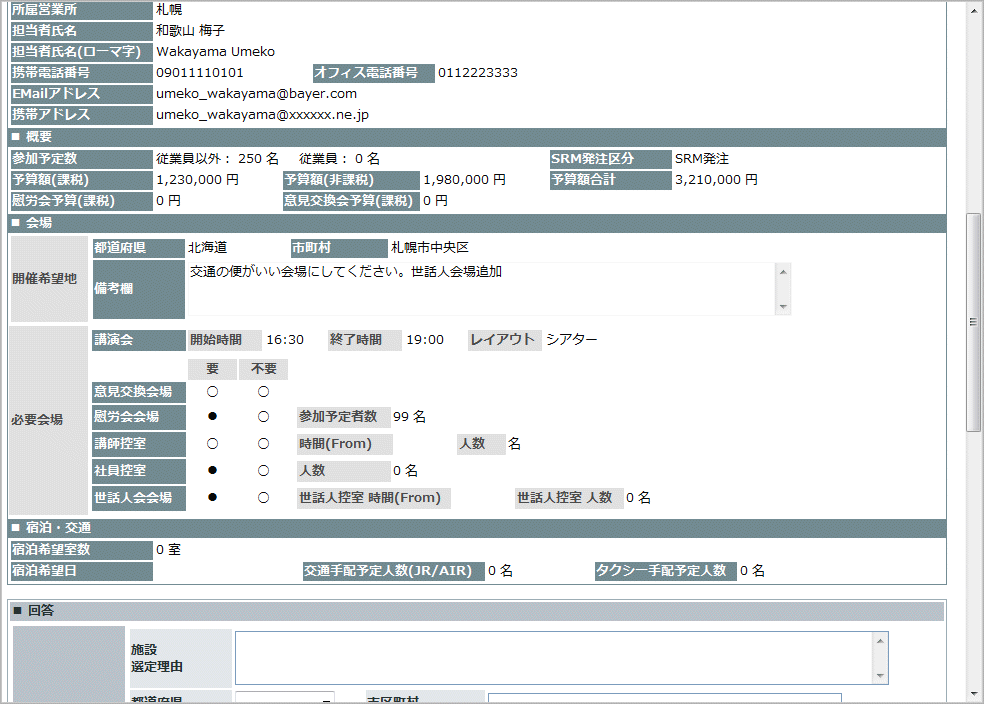 所属営業所 札幌
担当者氏名 和歌山 梅子
担当者氏名(ローマ字) Wakayama Umeko
携帯電話番号 09011110101 オフィス電話番号 0112223333
EMailアドレス umeko_wakayama@bayer.com
携帯アドレス umeko_wakayama@xxxxxx.ne.jp
■ 概要
参加予定数 従業員以外： 250 名 従業員： 0 名 SRM発注区分 SRM発注
予算額(課税) 1,230,000 円 予算額(非課税) 1,980,000 円 予算額合計 3,210,000 円
慰労会予算(課税) 0 円 意見交換会予算(課税) 0 円
■ 会場
開催希望地 都道府県 北海道 市町村 札幌市中央区
備考欄 交通の便がいい会場にしてください。世話人会場追加
必要会場 講演会 開始時間 16:30 終了時間 19:00 レイアウト シアター
要 不要
意見交換会場 ○ ○
慰労会会場 ● ○ 参加予定者数 99 名
講師控室 ○ ○ 時間(From) 人数 名
社員控室 ● ○ 人数 0 名
世話人会会場 ● ○ 世話人控室 時間(From) 世話人控室 人数 0 名
■ 宿泊・交通
宿泊希望室数 0 室
宿泊希望日 交通手配予定人数(JR/AIR) 0 名 タクシー手配予定人数 0 名
■ 回答
施設
選定理由
都道府県 市区町村